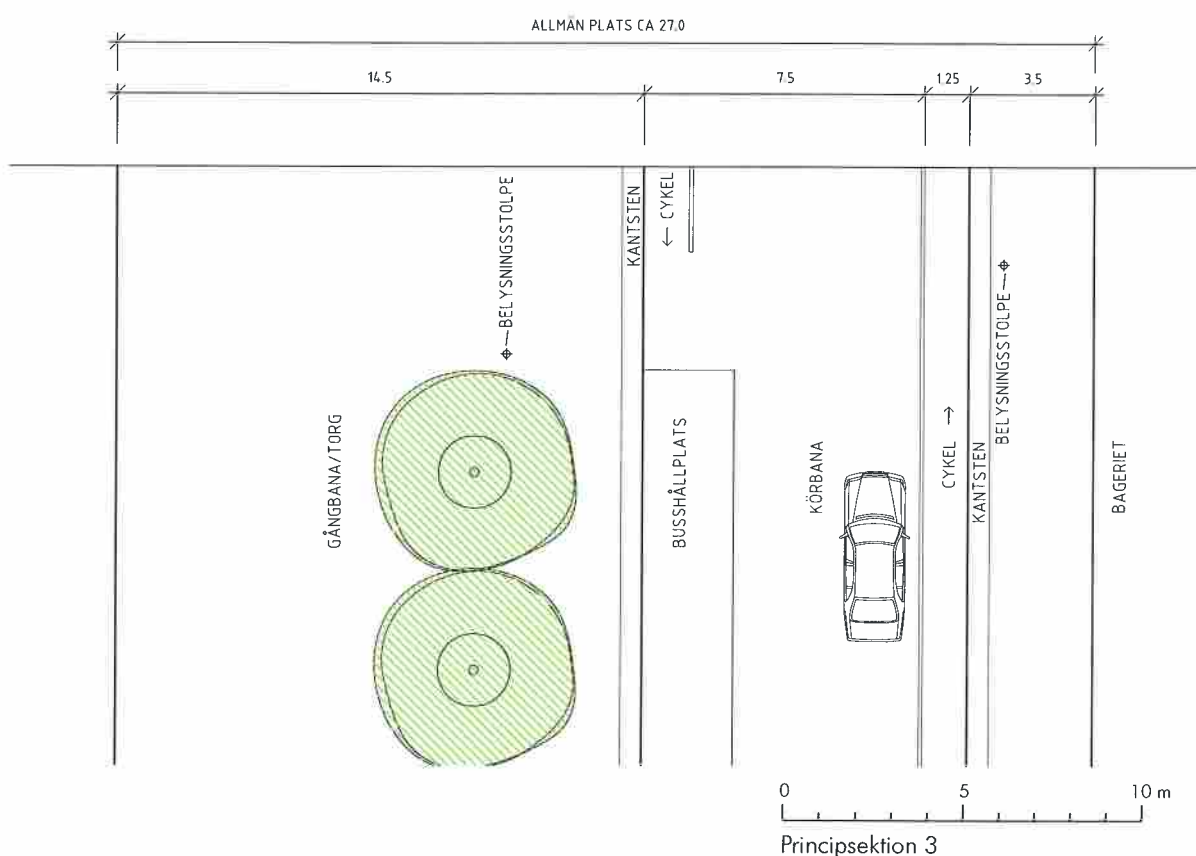 ALLMÄN PLATS CA 27.0
14.5
7.5
1.25
3.5
BELYSNINGSSTOLPE
KANTSTEN
← CYKEL
BELYSNINGSSTOLPE
GÅNGBANA/TORG
BUSSHÅLLPLATS
KÖRBANA
CYKEL →
KANTSTEN
BAGERIET
0 5 10 m
Principsektion 3